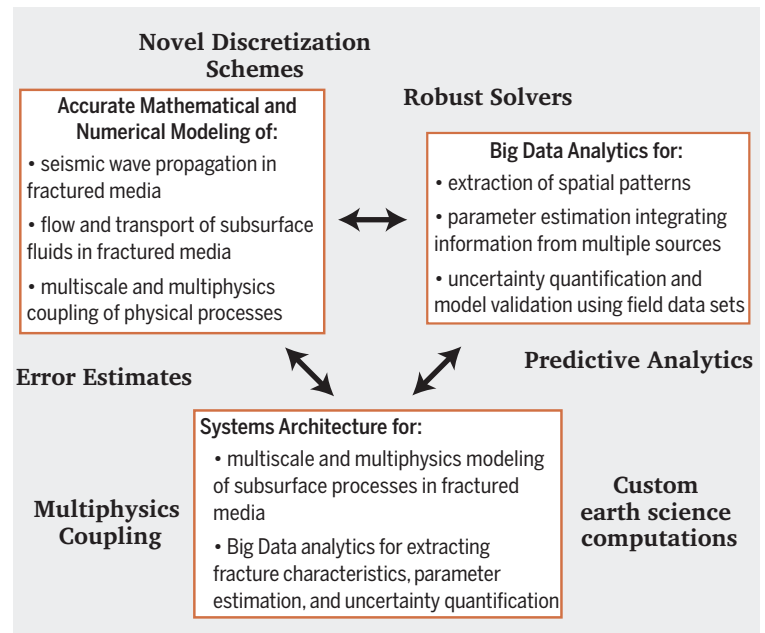 Novel Discretization
Schemes
Robust Solvers
Accurate Mathematical and
Numerical Modeling of:
• seismic wave propagation in
fractured media
• flow and transport of subsurface
fluids in fractured media
• multiscale and multiphysics
coupling of physical processes
Big Data Analytics for:
• extraction of spatial patterns
• parameter estimation integrating
information from multiple sources
• uncertainty quantification and
model validation using field data sets
Error Estimates
Predictive Analytics
Systems Architecture for:
• multiscale and multiphysics modeling
of subsurface processes in fractured
media
• Big Data analytics for extracting
fracture characteristics, parameter
estimation, and uncertainty quantification
Multiphysics
Coupling
Custom
earth science
computations